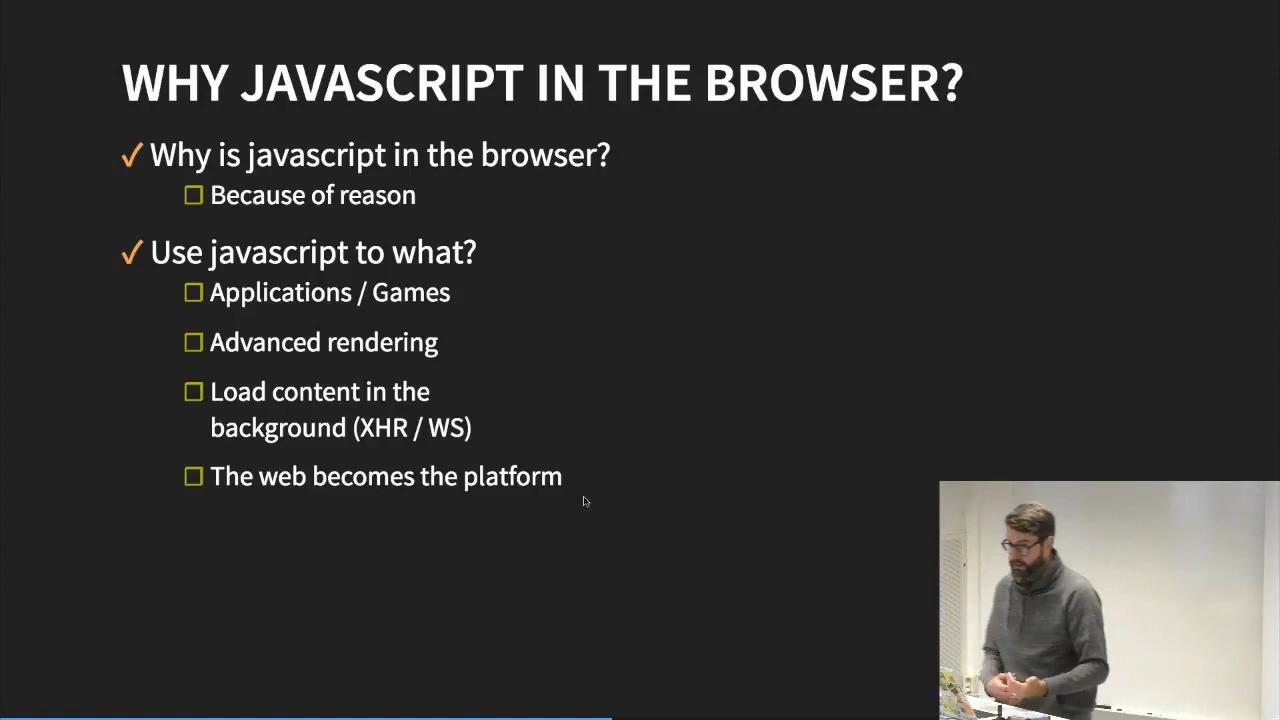 WHY JAVASCRIPT IN THE BROWSER?
Why is javascript in the browser?
Because of reason
Use javascript to what?
Applications / Games
Advanced rendering
Load content in the
background (XHR / WS)
The web becomes the platform